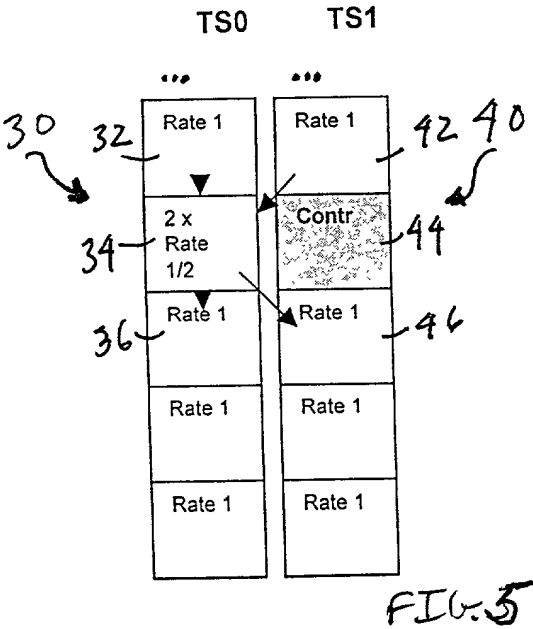 TS0 TS1
... ...
30 32 Rate 1 Rate 1 42 40
34 2 x Contr 44
Rate
1/2
36 Rate 1 Rate 1 46
Rate 1 Rate 1
Rate 1 Rate 1
FIG. 5